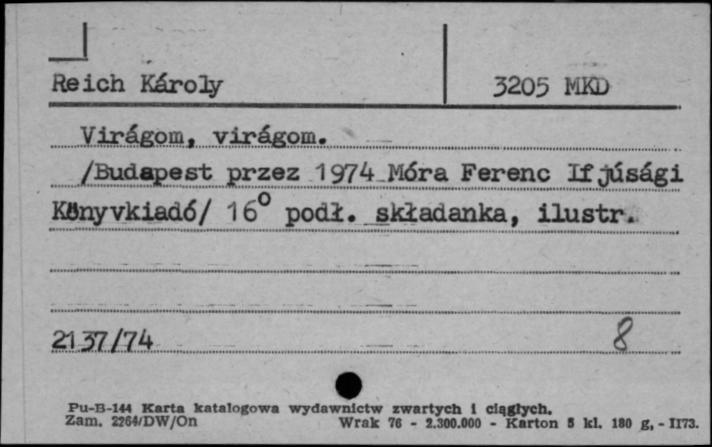 Reich Károly
3205 MKD
Virágom, virágom.
/Budapest przez 1974 Móra Ferenc Ifjúsági
Könyvkiadó/ 16° podł. składanka, ilustr.
2137/74
8
Pu-B-144 Karta katalogowa wydawnictw zwartych i ciągłych.
Zam. 2264/DW/On Wrak 76 - 2.300.000 - Karton 5 kl. 180 g, - II73.